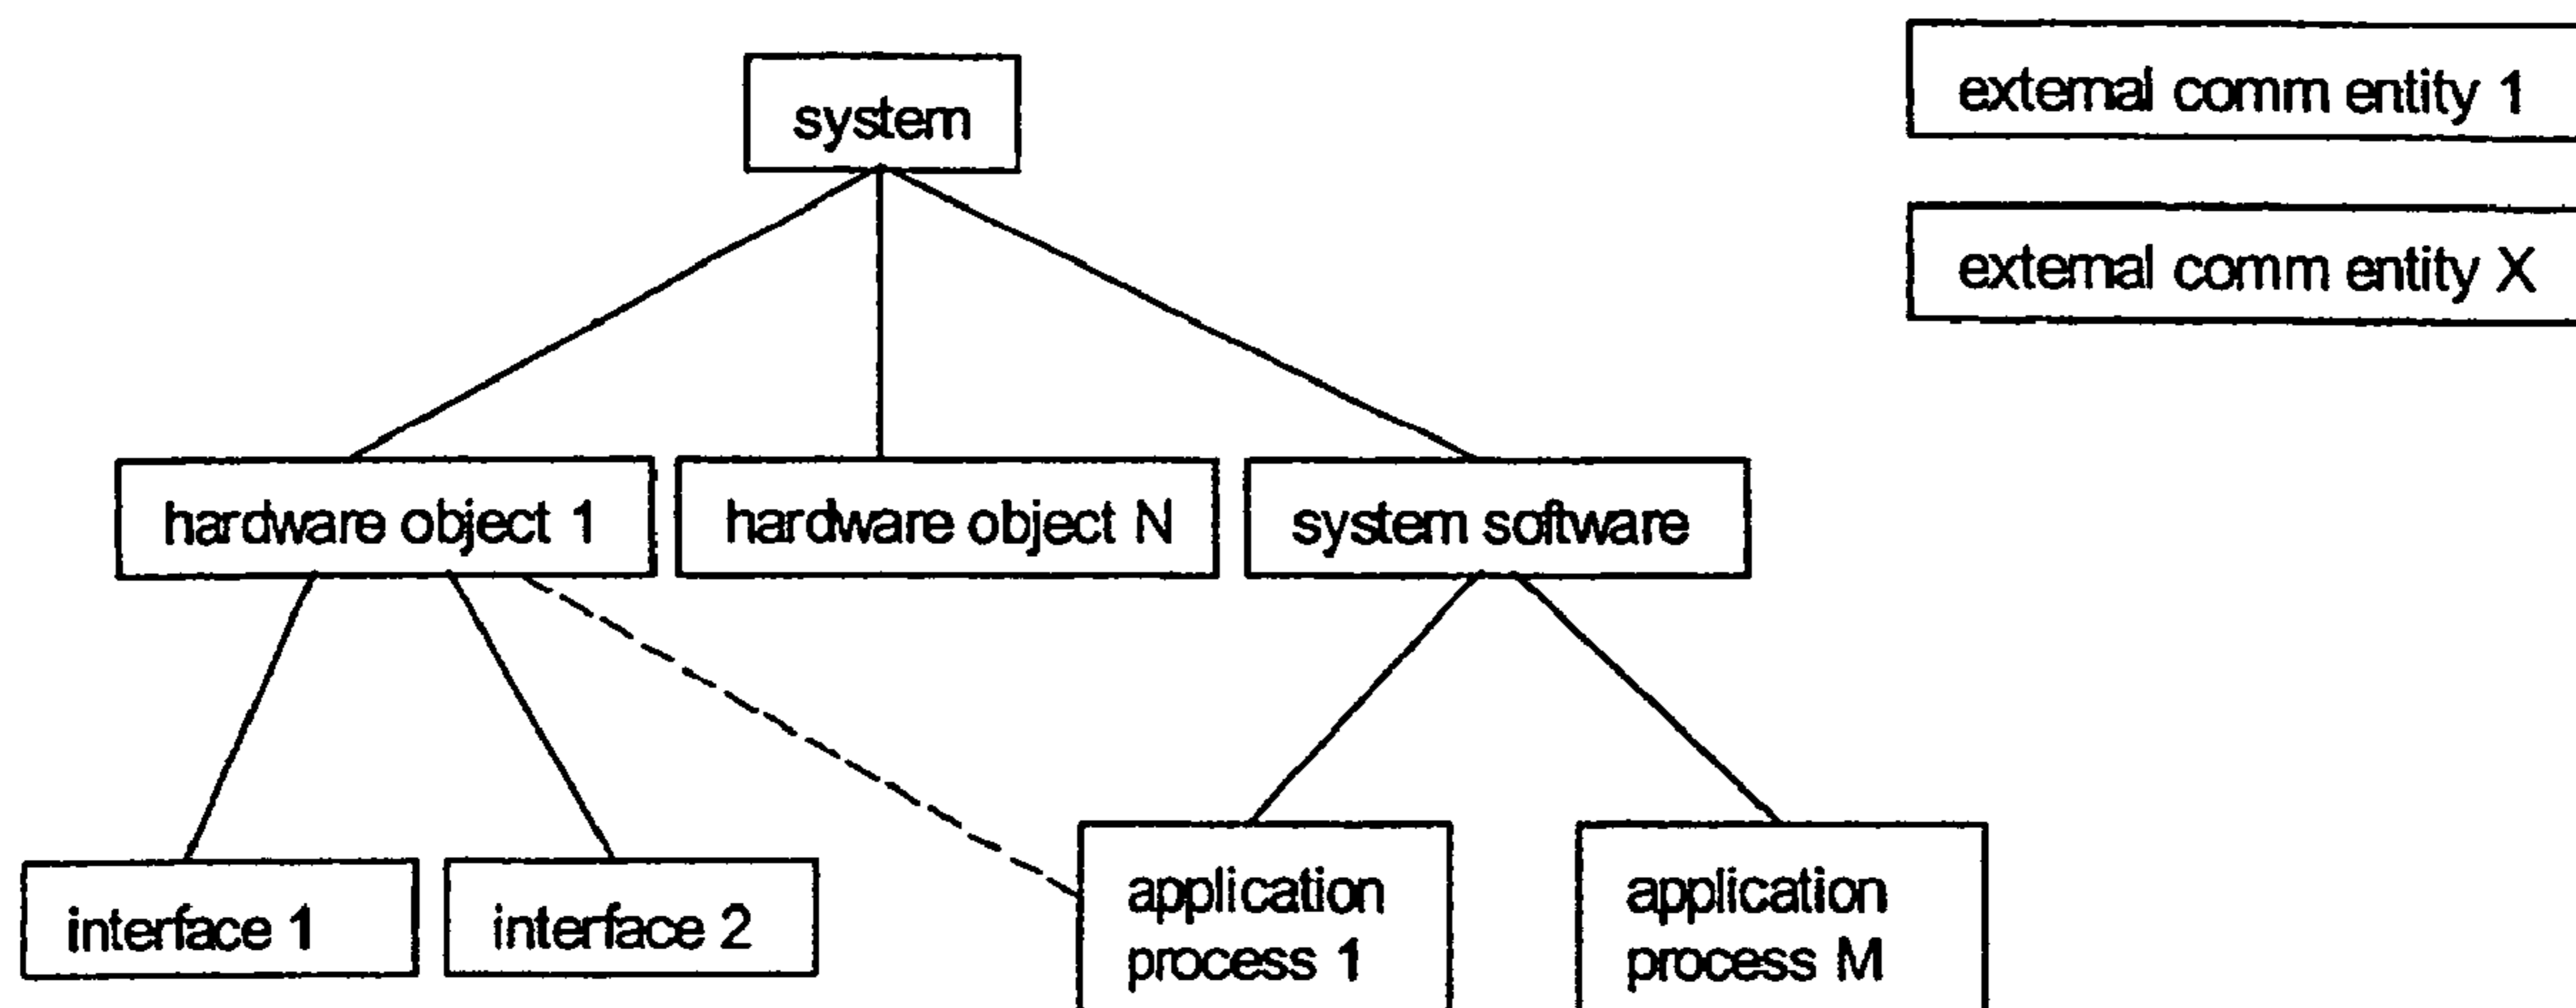 system
external comm entity 1
external comm entity X
hardware object 1
hardware object N
system software
interface 1
interface 2
application
process 1
application
process M